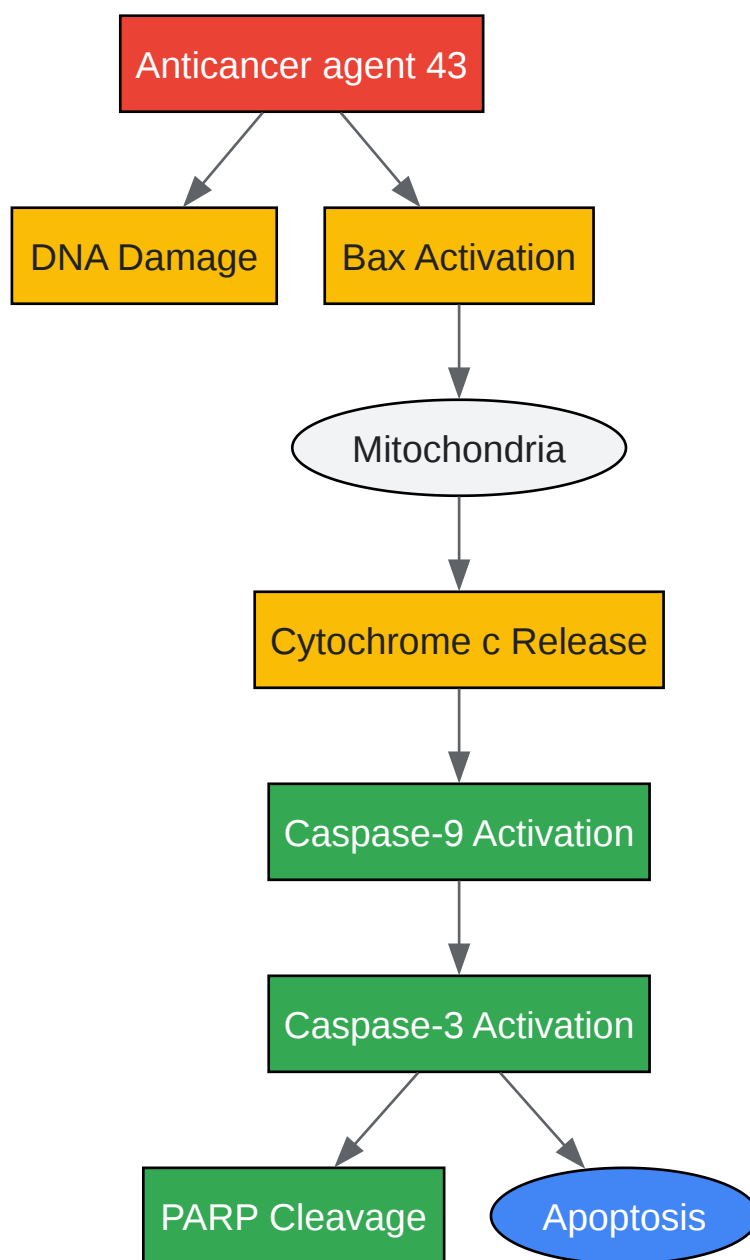 Anticancer agent 43
DNA Damage
Bax Activation
Mitochondria
Cytochrome c Release
Caspase-9 Activation
Caspase-3 Activation
PARP Cleavage
Apoptosis